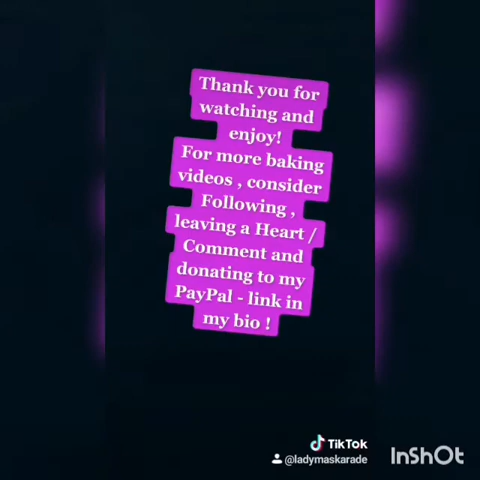 Thank you for
watching and
enjoy!
For more baking
videos , consider
Following ,
leaving a Heart /
Comment and
donating to my
PayPal - link in
my bio !
TikTok
@ladymaskarade
InShOt